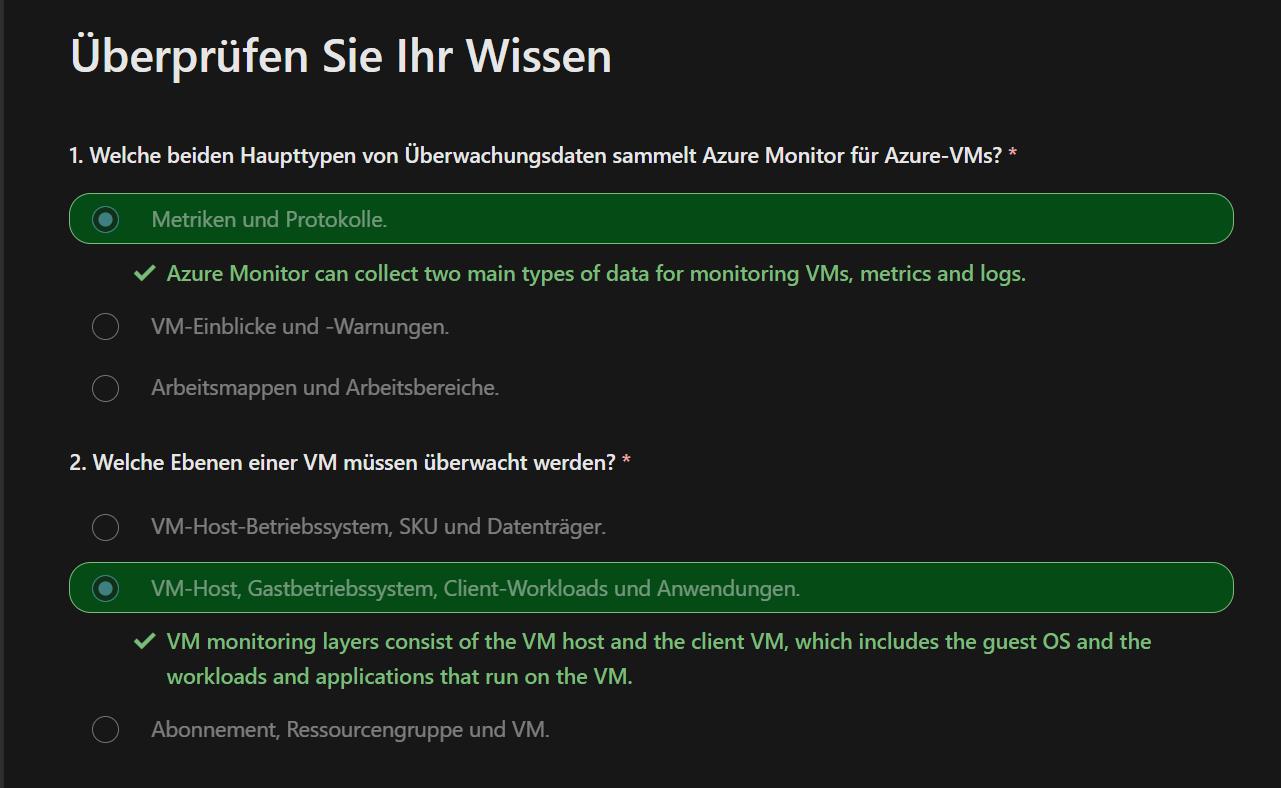 Überprüfen Sie Ihr Wissen
1. Welche beiden Haupttypen von Überwachungsdaten sammelt Azure Monitor für Azure-VMs? *
Metriken und Protokolle.
Azure Monitor can collect two main types of data for monitoring VMs, metrics and logs.
VM-Einblicke und -Warnungen.
Arbeitsmappen und Arbeitsbereiche.
2. Welche Ebenen einer VM müssen überwacht werden? *
VM-Host-Betriebssystem, SKU und Datenträger.
VM-Host, Gastbetriebssystem, Client-Workloads und Anwendungen.
VM monitoring layers consist of the VM host and the client VM, which includes the guest OS and the
workloads and applications that run on the VM.
Abonnement, Ressourcengruppe und VM.